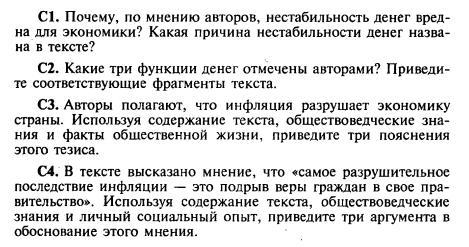 С1. Почему, по мнению авторов, нестабильность денег вред-
на для экономики? Какая причина нестабильности денег назва-
на в тексте?
С2. Какие три функции денег отмечены авторами? Приведи-
те соответствующие фрагменты текста.
С3. Авторы полагают, что инфляция разрушает экономику
страны. Используя содержание текста, обществоведческие зна-
ния и факты общественной жизни, приведите три пояснения
этого тезиса.
С4. В тексте высказано мнение, что «самое разрушительное
последствие инфляции — это подрыв веры граждан в свое пра-
вительство». Используя содержание текста, обществоведческие
знания и личный социальный опыт, приведите три аргумента в
обоснование этого мнения.